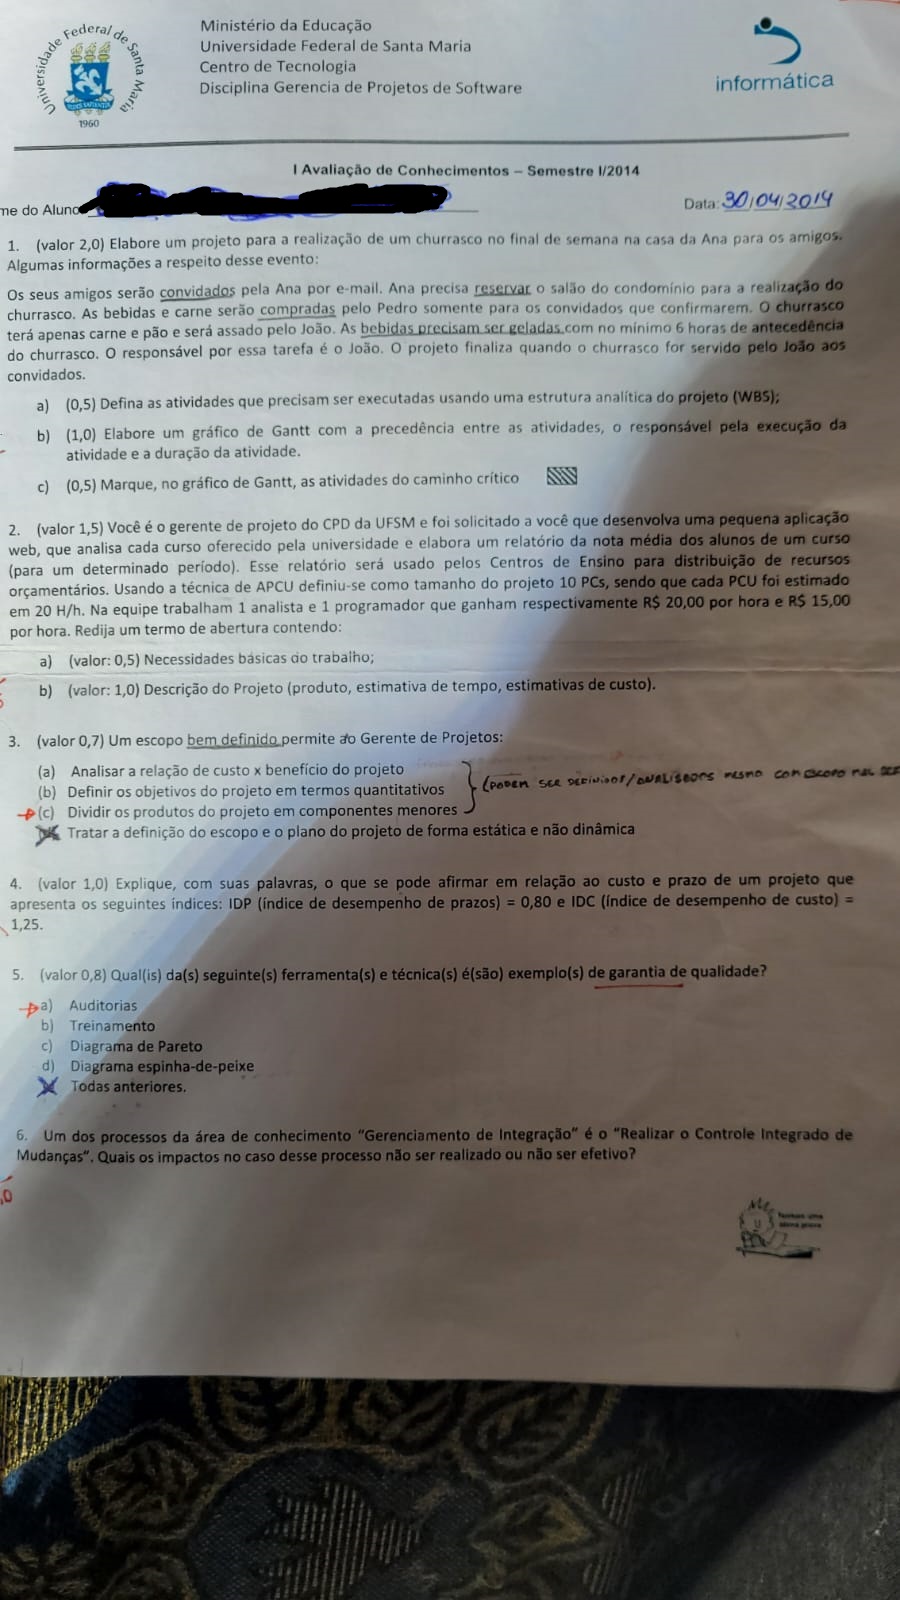 Universidade Federal de Santa Maria
1960
Ministério da Educação
Universidade Federal de Santa Maria
Centro de Tecnologia
Disciplina Gerencia de Projetos de Software
informática
I Avaliação de Conhecimentos – Semestre I/2014
me do Aluno
Data: 30/04/2014
1. (valor 2,0) Elabore um projeto para a realização de um churrasco no final de semana na casa da Ana para os amigos.
Algumas informações a respeito desse evento:
Os seus amigos serão convidados pela Ana por e-mail. Ana precisa reservar o salão do condomínio para a realização do
churrasco. As bebidas e carne serão compradas pelo Pedro somente para os convidados que confirmarem. O churrasco
terá apenas carne e pão e será assado pelo João. As bebidas precisam ser geladas com no mínimo 6 horas de antecedência
do churrasco. O responsável por essa tarefa é o João. O projeto finaliza quando o churrasco for servido pelo João aos
convidados.
a) (0,5) Defina as atividades que precisam ser executadas usando uma estrutura analítica do projeto (WBS);
b) (1,0) Elabore um gráfico de Gantt com a precedência entre as atividades, o responsável pela execução da
atividade e a duração da atividade.
c) (0,5) Marque, no gráfico de Gantt, as atividades do caminho crítico
2. (valor 1,5) Você é o gerente de projeto do CPD da UFSM e foi solicitado a você que desenvolva uma pequena aplicação
web, que analisa cada curso oferecido pela universidade e elabora um relatório da nota média dos alunos de um curso
(para um determinado período). Esse relatório será usado pelos Centros de Ensino para distribuição de recursos
orçamentários. Usando a técnica de APCU definiu-se como tamanho do projeto 10 PCs, sendo que cada PCU foi estimado
em 20 H/h. Na equipe trabalham 1 analista e 1 programador que ganham respectivamente R$ 20,00 por hora e R$ 15,00
por hora. Redija um termo de abertura contendo:
a) (valor: 0,5) Necessidades básicas do trabalho;
b) (valor: 1,0) Descrição do Projeto (produto, estimativa de tempo, estimativas de custo).
3. (valor 0,7) Um escopo bem definido permite ao Gerente de Projetos:
(a) Analisar a relação de custo x benefício do projeto
(b) Definir os objetivos do projeto em termos quantitativos
(PODEM SER DEFINIDOS/ANALISADOS MESMO COM ESCOPO MAL
(c) Dividir os produtos do projeto em componentes menores
Tratar a definição do escopo e o plano do projeto de forma estática e não dinâmica
4. (valor 1,0) Explique, com suas palavras, o que se pode afirmar em relação ao custo e prazo de um projeto que
apresenta os seguintes índices: IDP (índice de desempenho de prazos) = 0,80 e IDC (índice de desempenho de custo) =
1,25.
5. (valor 0,8) Qual(is) da(s) seguinte(s) ferramenta(s) e técnica(s) é(são) exemplo(s) de garantia de qualidade?
a) Auditorias
b) Treinamento
c) Diagrama de Pareto
d) Diagrama espinha-de-peixe
Todas anteriores.
6. Um dos processos da área de conhecimento "Gerenciamento de Integração" é o "Realizar o Controle Integrado de
Mudanças". Quais os impactos no caso desse processo não ser realizado ou não ser efetivo?
,0